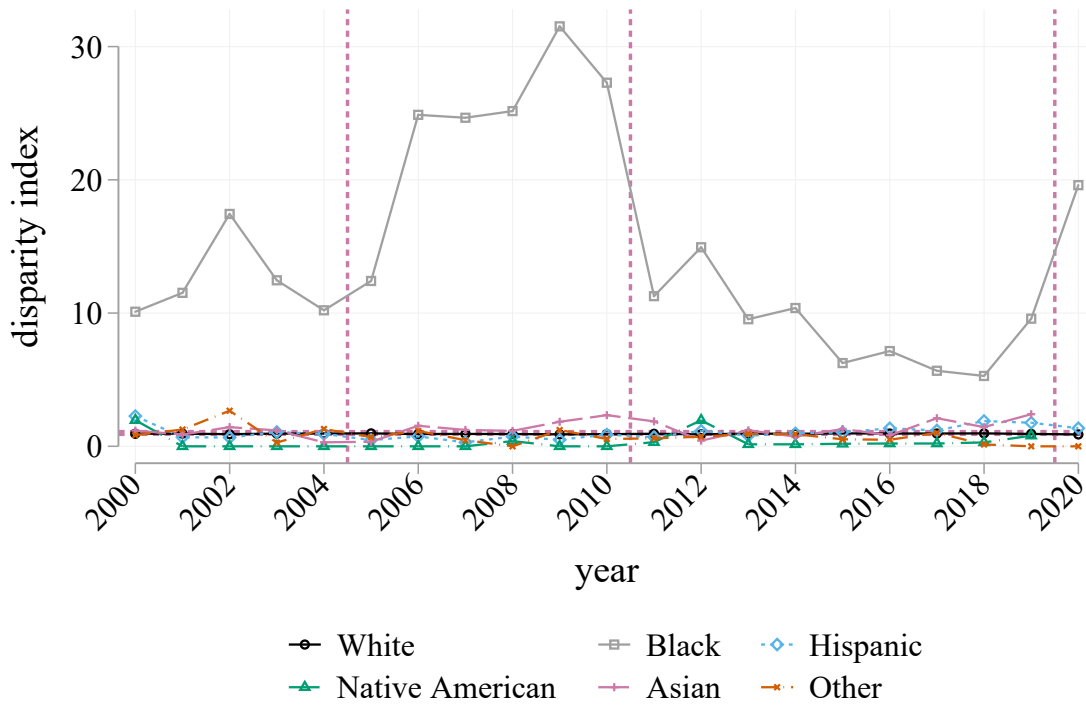 30
20
10
0
disparity index
2000 2002 2004 2006 2008 2010 2012 2014 2016 2018 2020
year
White Black Hispanic
Native American Asian Other